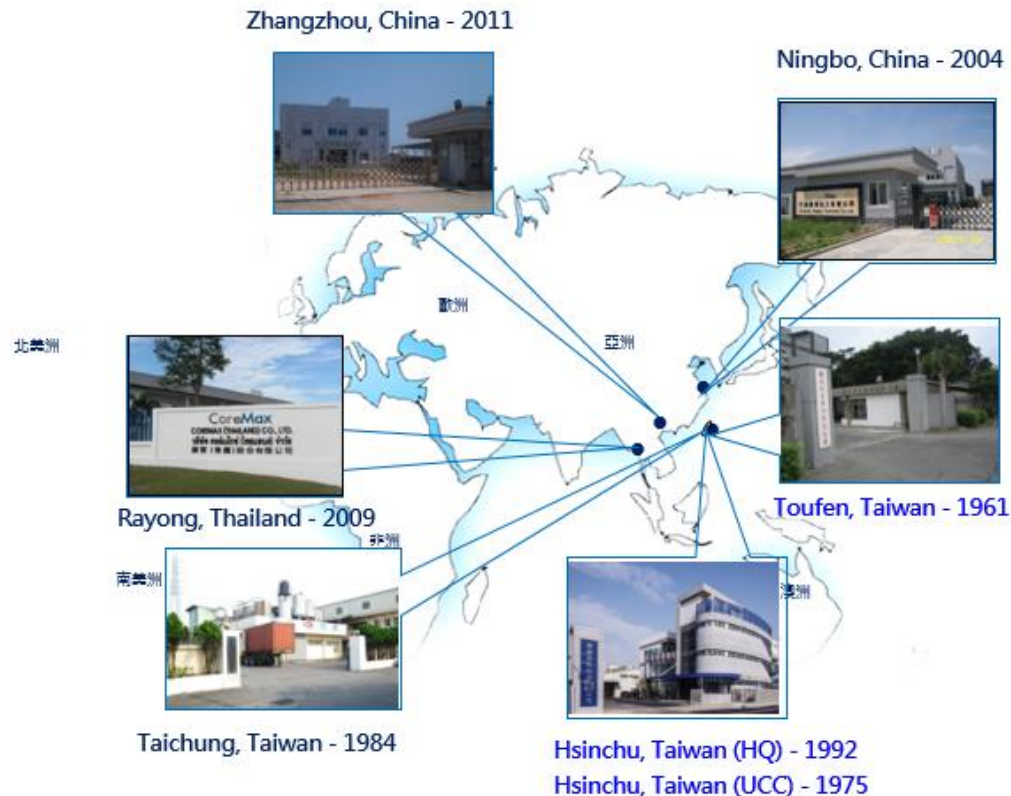 Zhangzhou, China - 2011
Ningbo, China - 2004
歐洲
亞洲
北美洲
CoreMax
COREMAX (THAILAND) CO., LTD.
Rayong, Thailand - 2009
Toufen, Taiwan - 1961
非洲
南美洲
澳洲
Taichung, Taiwan - 1984
Hsinchu, Taiwan (HQ) - 1992
Hsinchu, Taiwan (UCC) - 1975